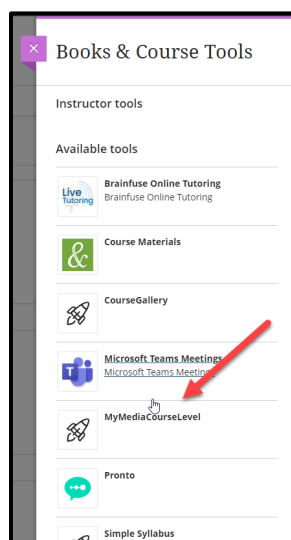 Books & Course Tools
Instructor tools
Available tools
Live
Tutoring
Brainfuse Online Tutoring
Brainfuse Online Tutoring
&
Course Materials
CourseGallery
T
Microsoft Teams Meetings
Microsoft Teams Meetings
MyMediaCourseLevel
Pronto
Simple Syllabus